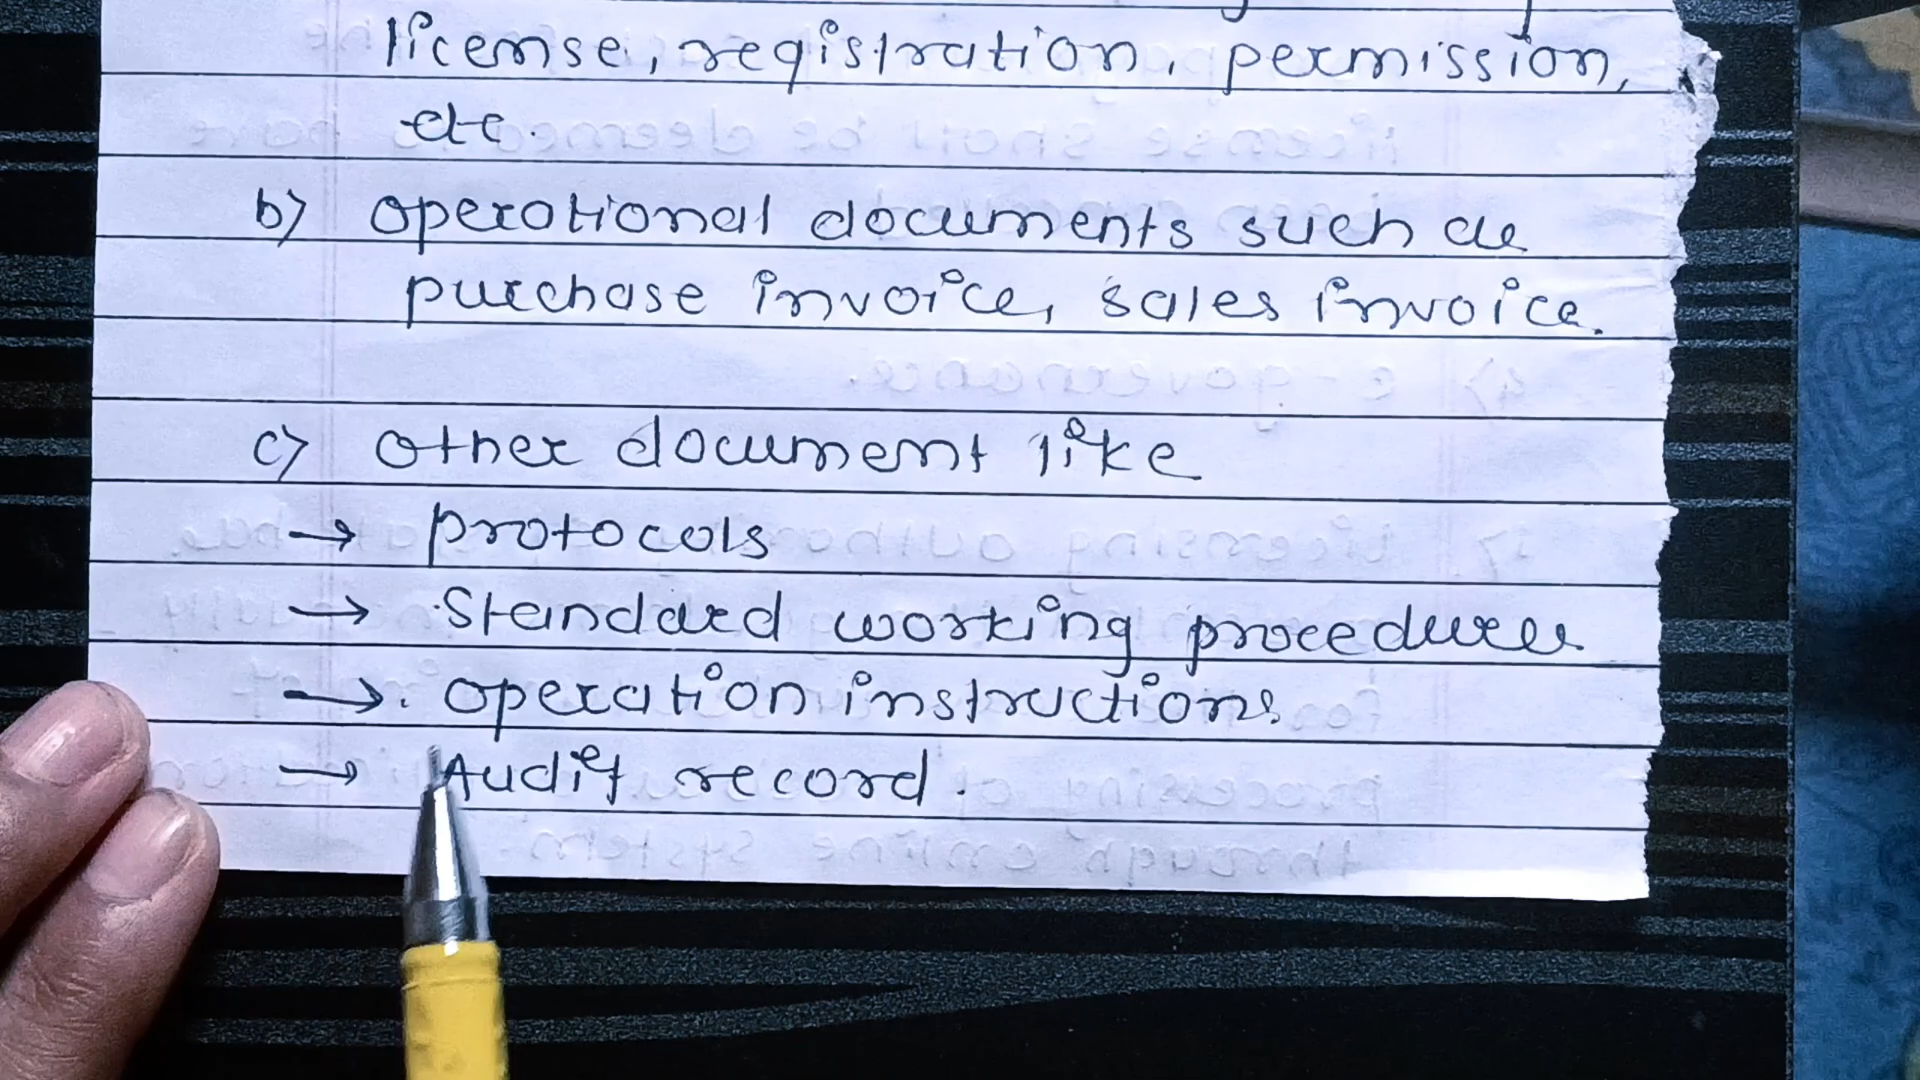 license, registration, permission,
etc.
b) operational documents such as
purchase invoice, sales invoice.
c) other document like
→ protocols
→ Standard working procedures
→ operation instructions
→ Audit record.